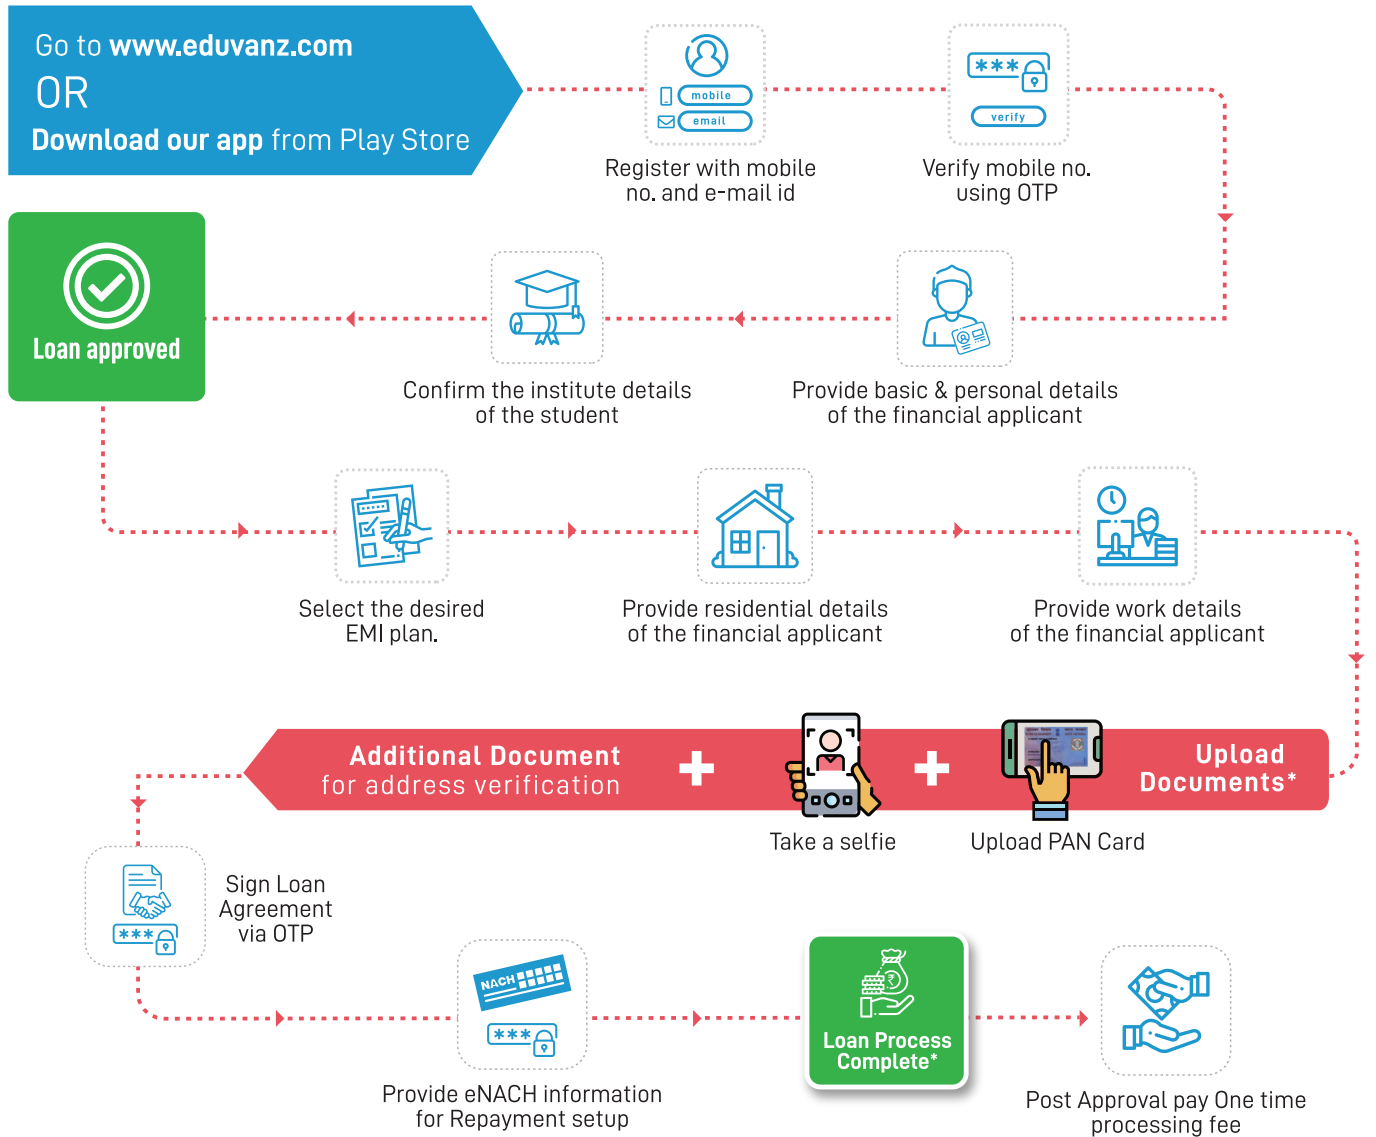 Go to www.eduvanz.com
OR
Download our app from Play Store
mobile
email
Register with mobile
no. and e-mail id
***
verify
Verify mobile no.
using OTP
Loan approved
Confirm the institute details
of the student
Provide basic & personal details
of the financial applicant
Select the desired
EMI plan.
Provide residential details
of the financial applicant
Provide work details
of the financial applicant
Upload
Documents*
Upload PAN Card
Take a selfie
Additional Document
for address verification
***
Sign Loan
Agreement
via OTP
NACH
***
Provide eNACH information
for Repayment setup
₹
Loan Process
Complete*
Post Approval pay One time
processing fee